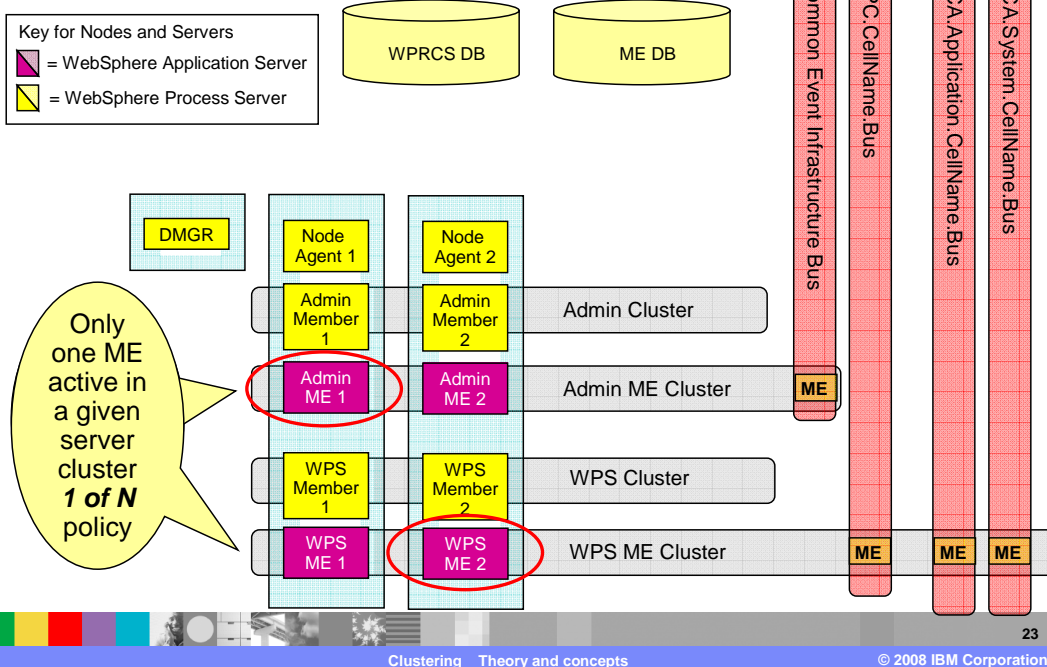 Key for Nodes and Servers
= WebSphere Application Server
= WebSphere Process Server
WPRCS DB
ME DB
ommon Event Infrastructure Bus
PC.CellName.Bus
CA.Application.CellName.Bus
CA.System.CellName.Bus
DMGR
Node
Agent 1
Node
Agent 2
Admin
Member
1
Admin
Member
2
Admin Cluster
Only
one ME
active in
a given
server
cluster
1 of N
policy
Admin
ME 1
Admin
ME 2
Admin ME Cluster
ME
WPS
Member
1
WPS
Member
2
WPS Cluster
WPS
ME 1
WPS
ME 2
WPS ME Cluster
ME
ME
ME
23
Clustering Theory and concepts
© 2008 IBM Corporation